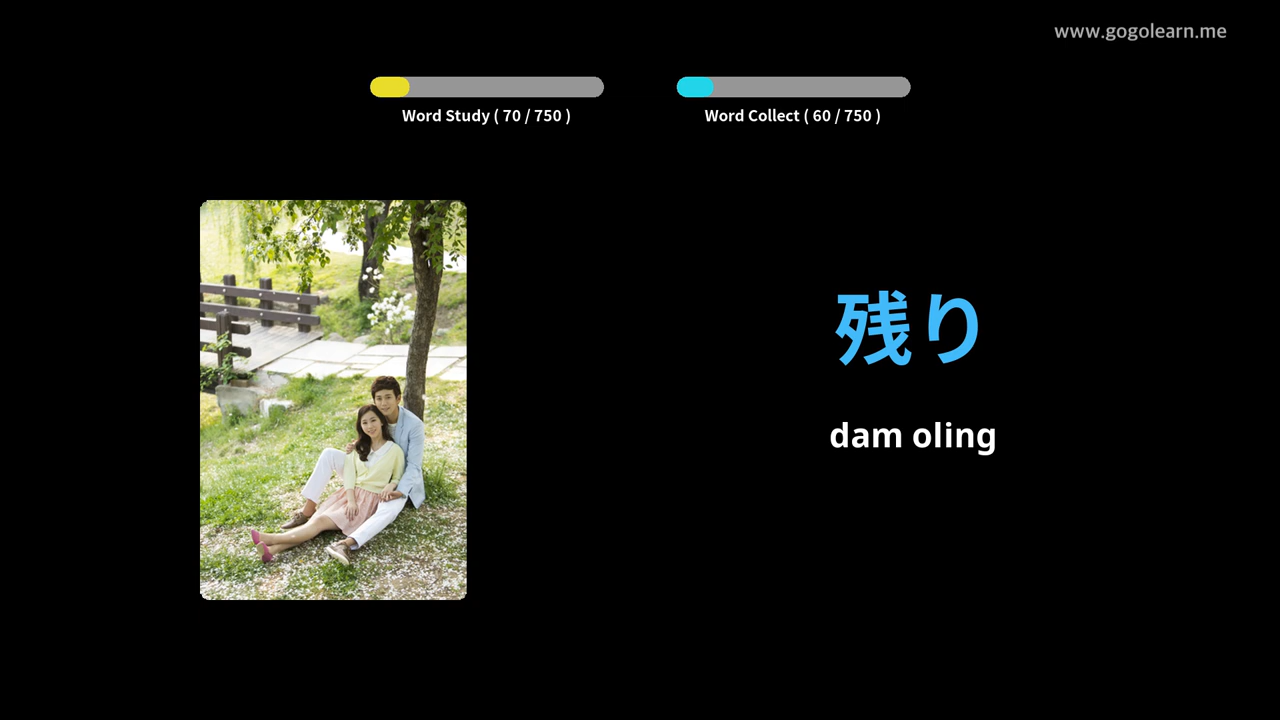 www.gogolearn.me
Word Study ( 70 / 750 )
Word Collect ( 60 / 750 )
残り
dam oling